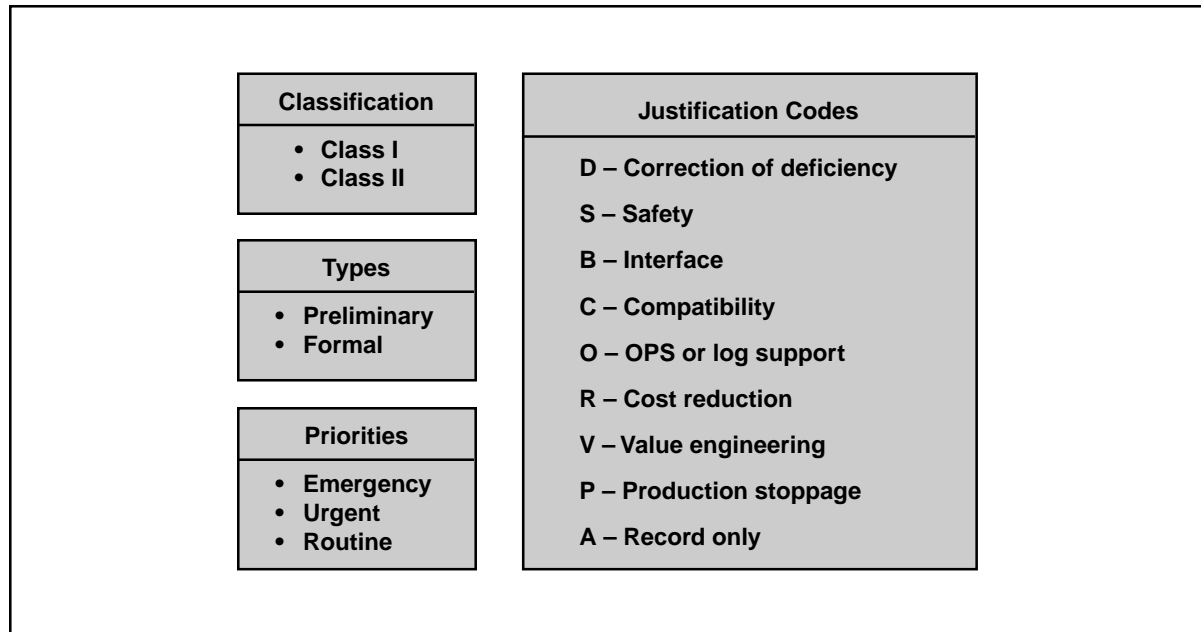 Classification
• Class I
• Class II
Types
• Preliminary
• Formal
Priorities
• Emergency
• Urgent
• Routine
Justification Codes
D – Correction of deficiency
S – Safety
B – Interface
C – Compatibility
O – OPS or log support
R – Cost reduction
V – Value engineering
P – Production stoppage
A – Record only